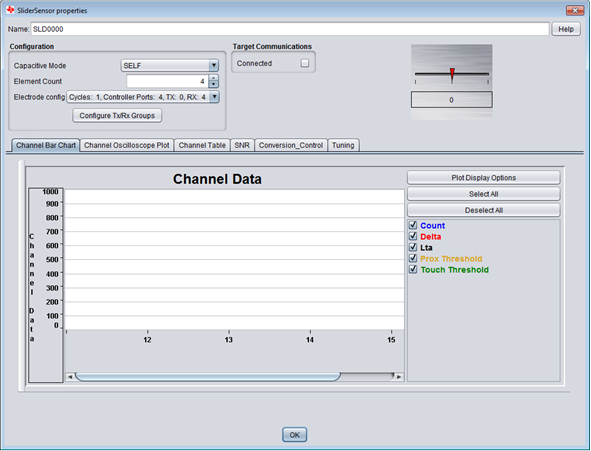 SliderSensor properties
Name: SLD0000 Help
Configuration
Capacitive Mode SELF
Element Count 4
Electrode config Cycles: 1, Controller Ports: 4, TX: 0, RX: 4
Configure Tx/Rx Groups
Target Communications
Connected
0
Channel Bar Chart Channel Oscilloscope Plot Channel Table SNR Conversion_Control Tuning
Channel Data
Channel Data
1000
900
800
700
600
500
400
300
200
100
0
12 13 14 15
Plot Display Options
Select All
Deselect All
Count
Delta
Lta
Prox Threshold
Touch Threshold
OK